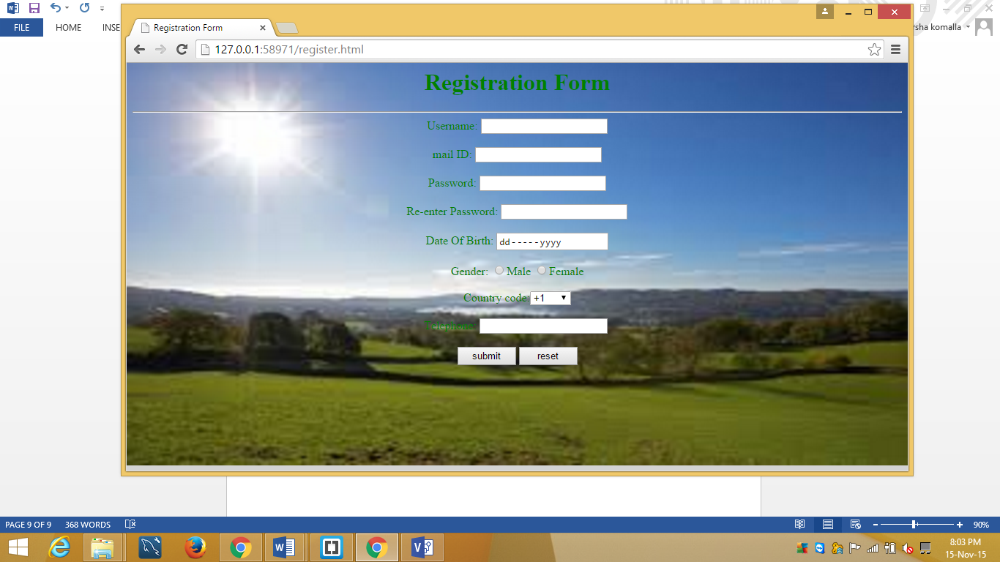 FILE HOME INSE
rsha komalla
Registration Form
127.0.0.1:58971/register.html
Registration Form
Username:
mail ID:
Password:
Re-enter Password:
Date Of Birth: dd-----yyyy
Gender: Male Female
Country code +1
Telephone:
submit reset
PAGE 9 OF 9 368 WORDS 90%
8:03 PM
15-Nov-15